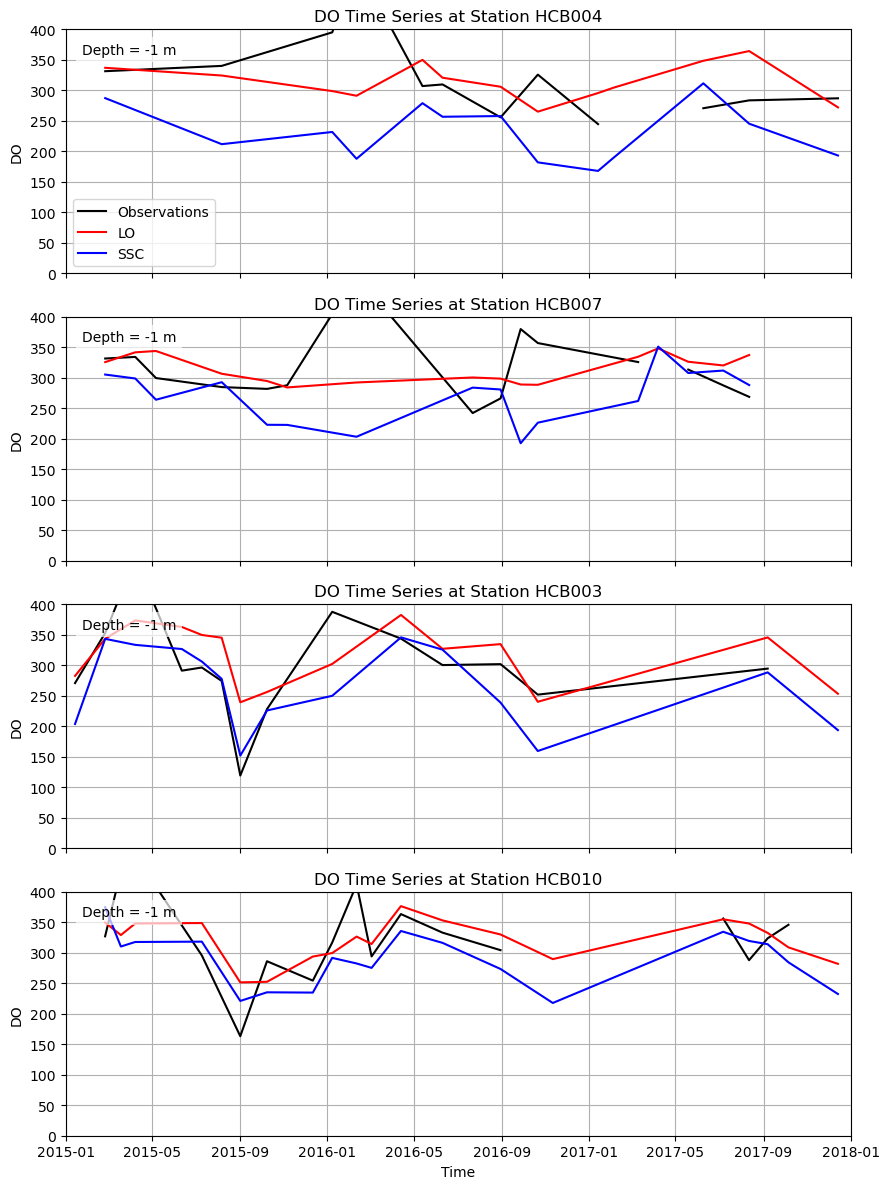 DO Time Series at Station HCB004
400
350
300
250
200
150
100
50
0
DO
Depth = -1 m
Observations
LO
SSC
DO Time Series at Station HCB007
400
350
300
250
200
150
100
50
0
DO
Depth = -1 m
DO Time Series at Station HCB003
400
350
300
250
200
150
100
50
0
DO
Depth = -1 m
DO Time Series at Station HCB010
400
350
300
250
200
150
100
50
0
DO
Depth = -1 m
2015-01 2015-05 2015-09 2016-01 2016-05 2016-09 2017-01 2017-05 2017-09 2018-01
Time